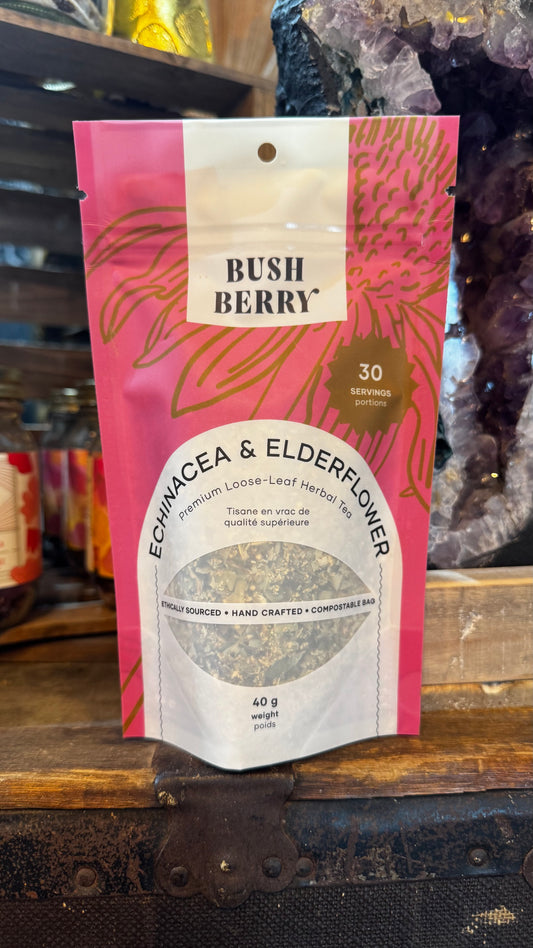 BUSH
BERRY
30
SERVINGS
portions
ECHINACEA & ELDERFLOWER
Premium Loose-Leaf Herbal Tea
Tisane en vrac de
qualité supérieure
ETHICALLY SOURCED • HAND CRAFTED • COMPOSTABLE BAG
40 g
weight
poids